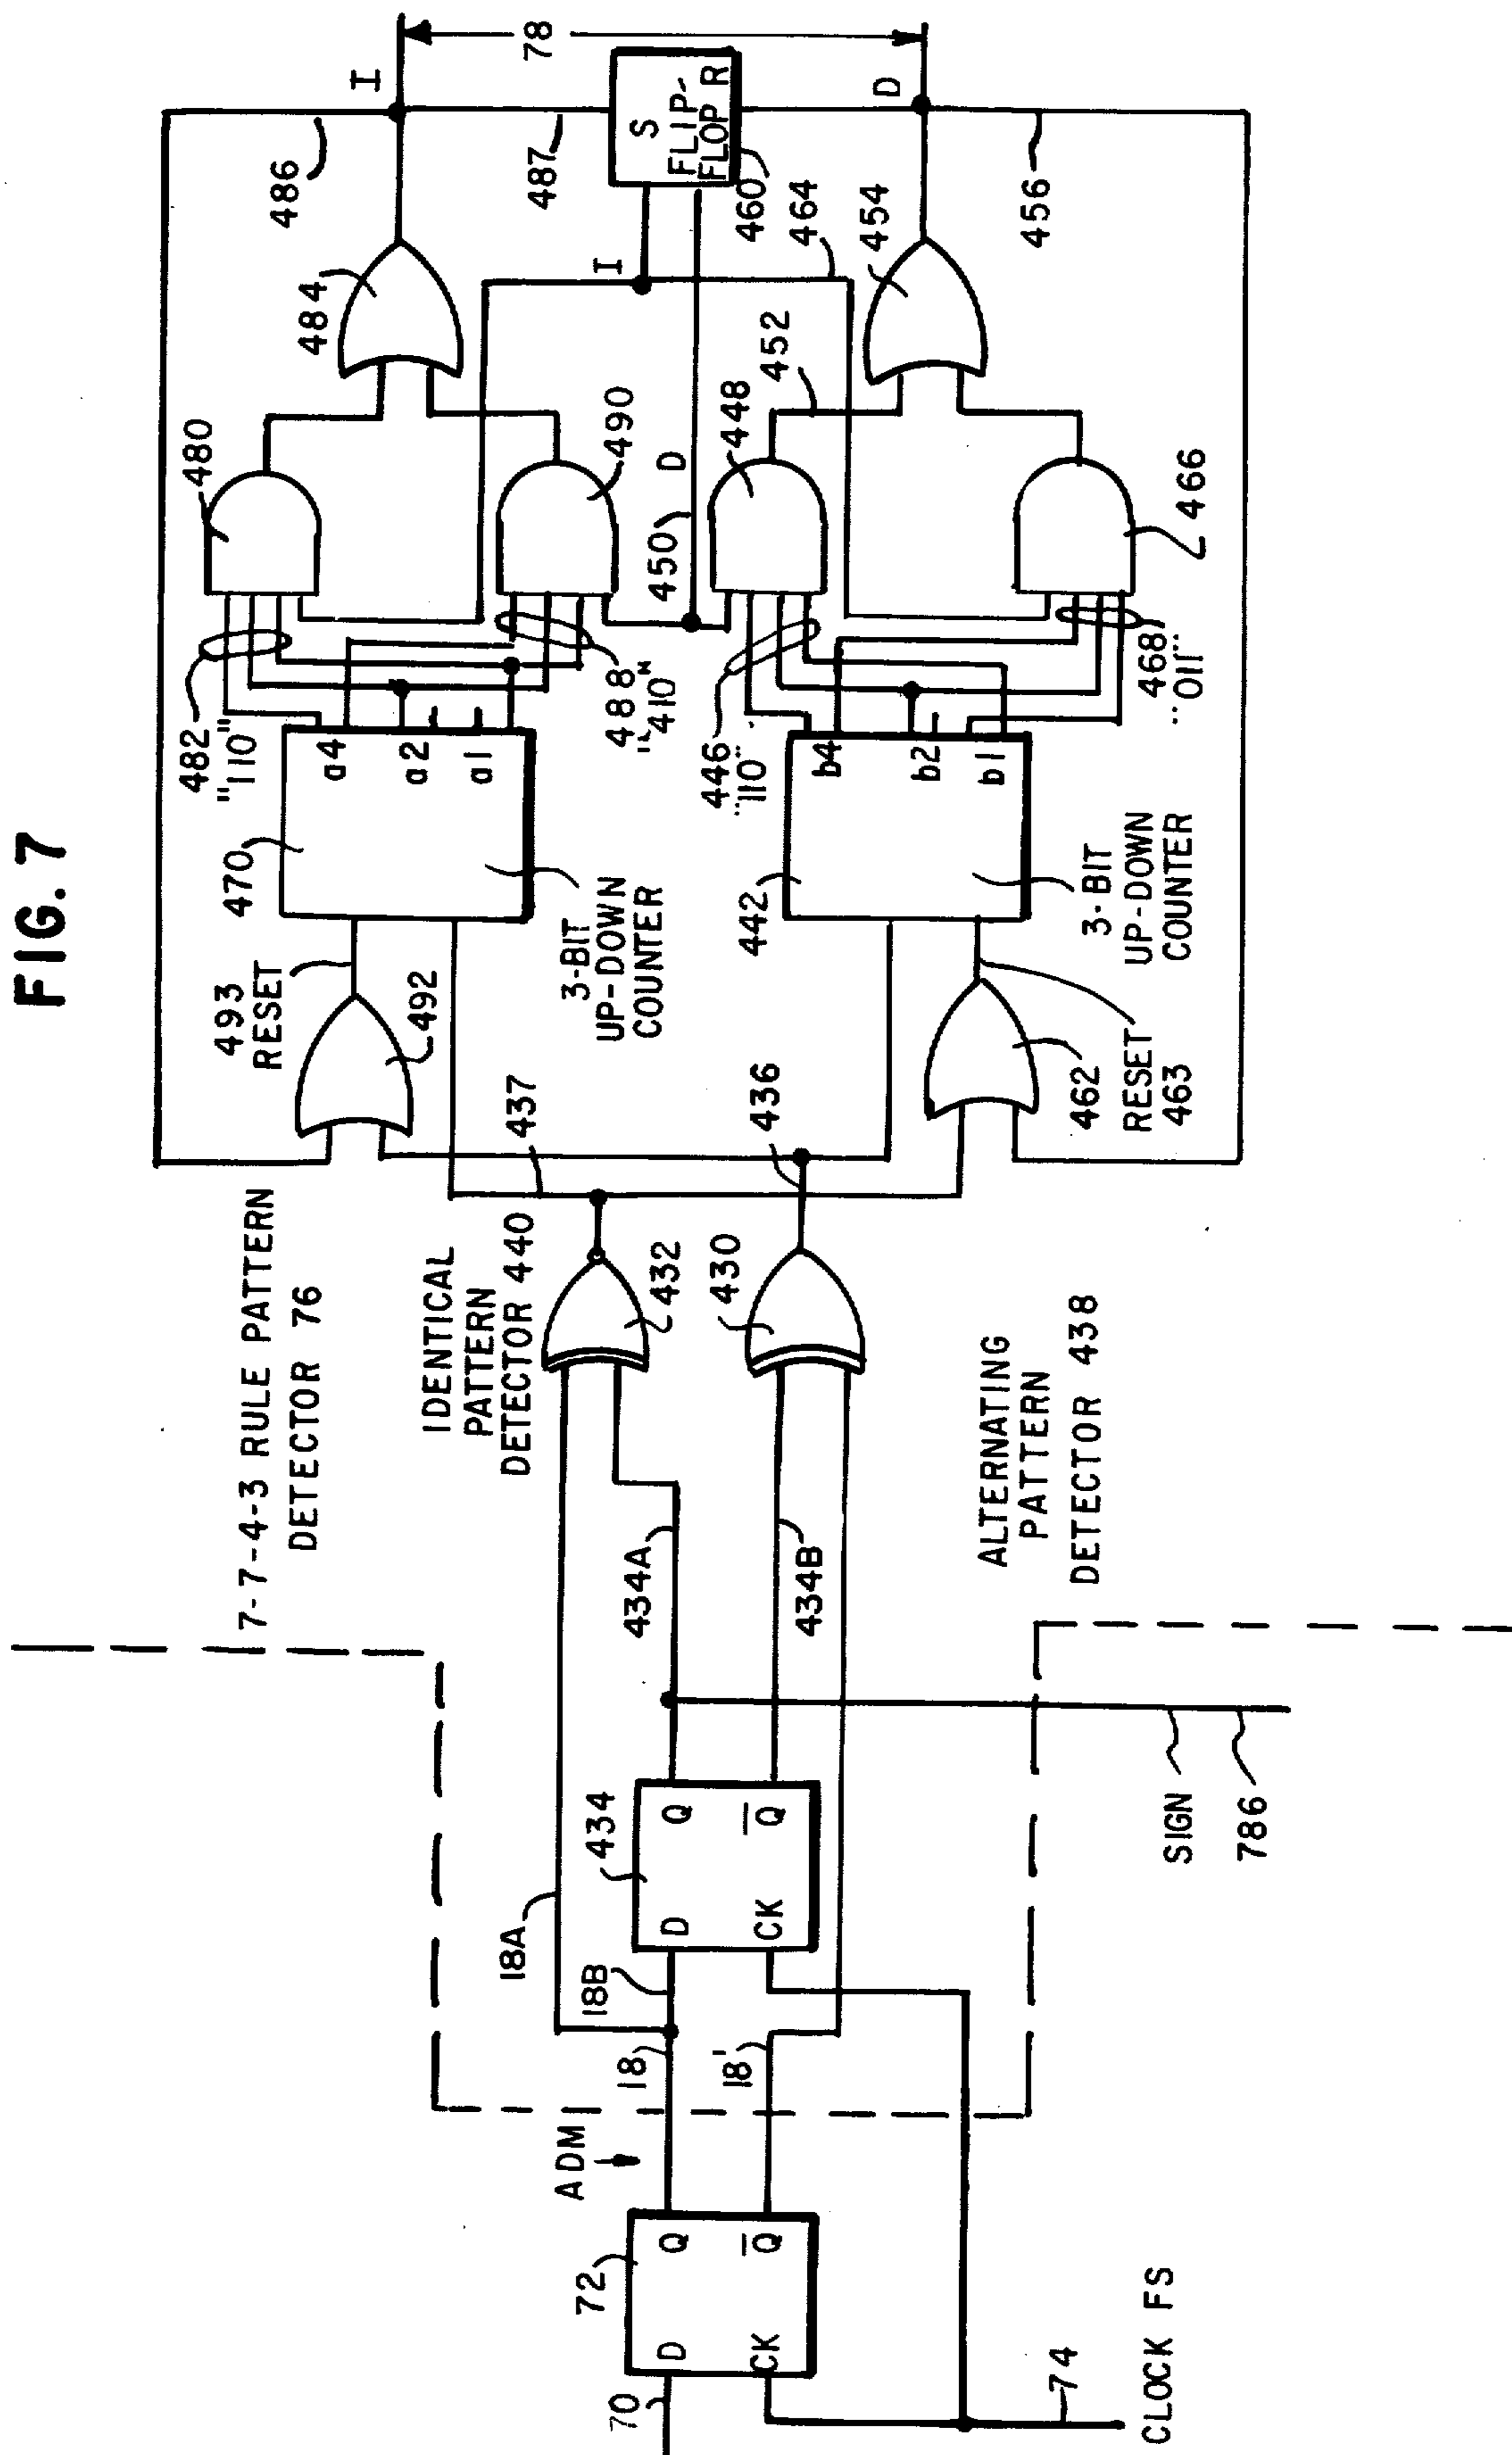 FIG. 7
7-7-4-3 RULE PATTERN
DETECTOR 76
IDENTICAL
PATTERN
DETECTOR 440
ALTERNATING
PATTERN
DETECTOR 438
70
72
D
Q
CK
Q
ADM
74
CLOCK FS
18
18'
18A
18B
434
D
Q
CK
Q
434A
434B
SIGN
786
432
430
437
436
493
RESET
492
462
RESET
463
470
3-BIT
UP-DOWN
COUNTER
a4
a2
a1
442
3-BIT
UP-DOWN
COUNTER
b4
b2
b1
482
"110"
488
"410"
446
"110"
468
"011"
480
490
450
D
448
452
466
484
454
I
464
460
S
FLIP-
FLOP R
486
487
456
I
D
78